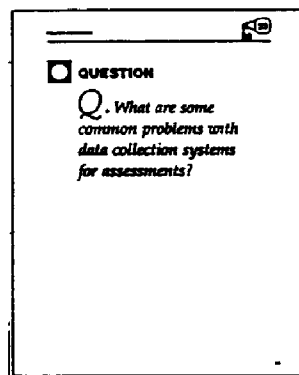 QUESTION
Q. What are some
common problems with
data collection systems
for assessments?